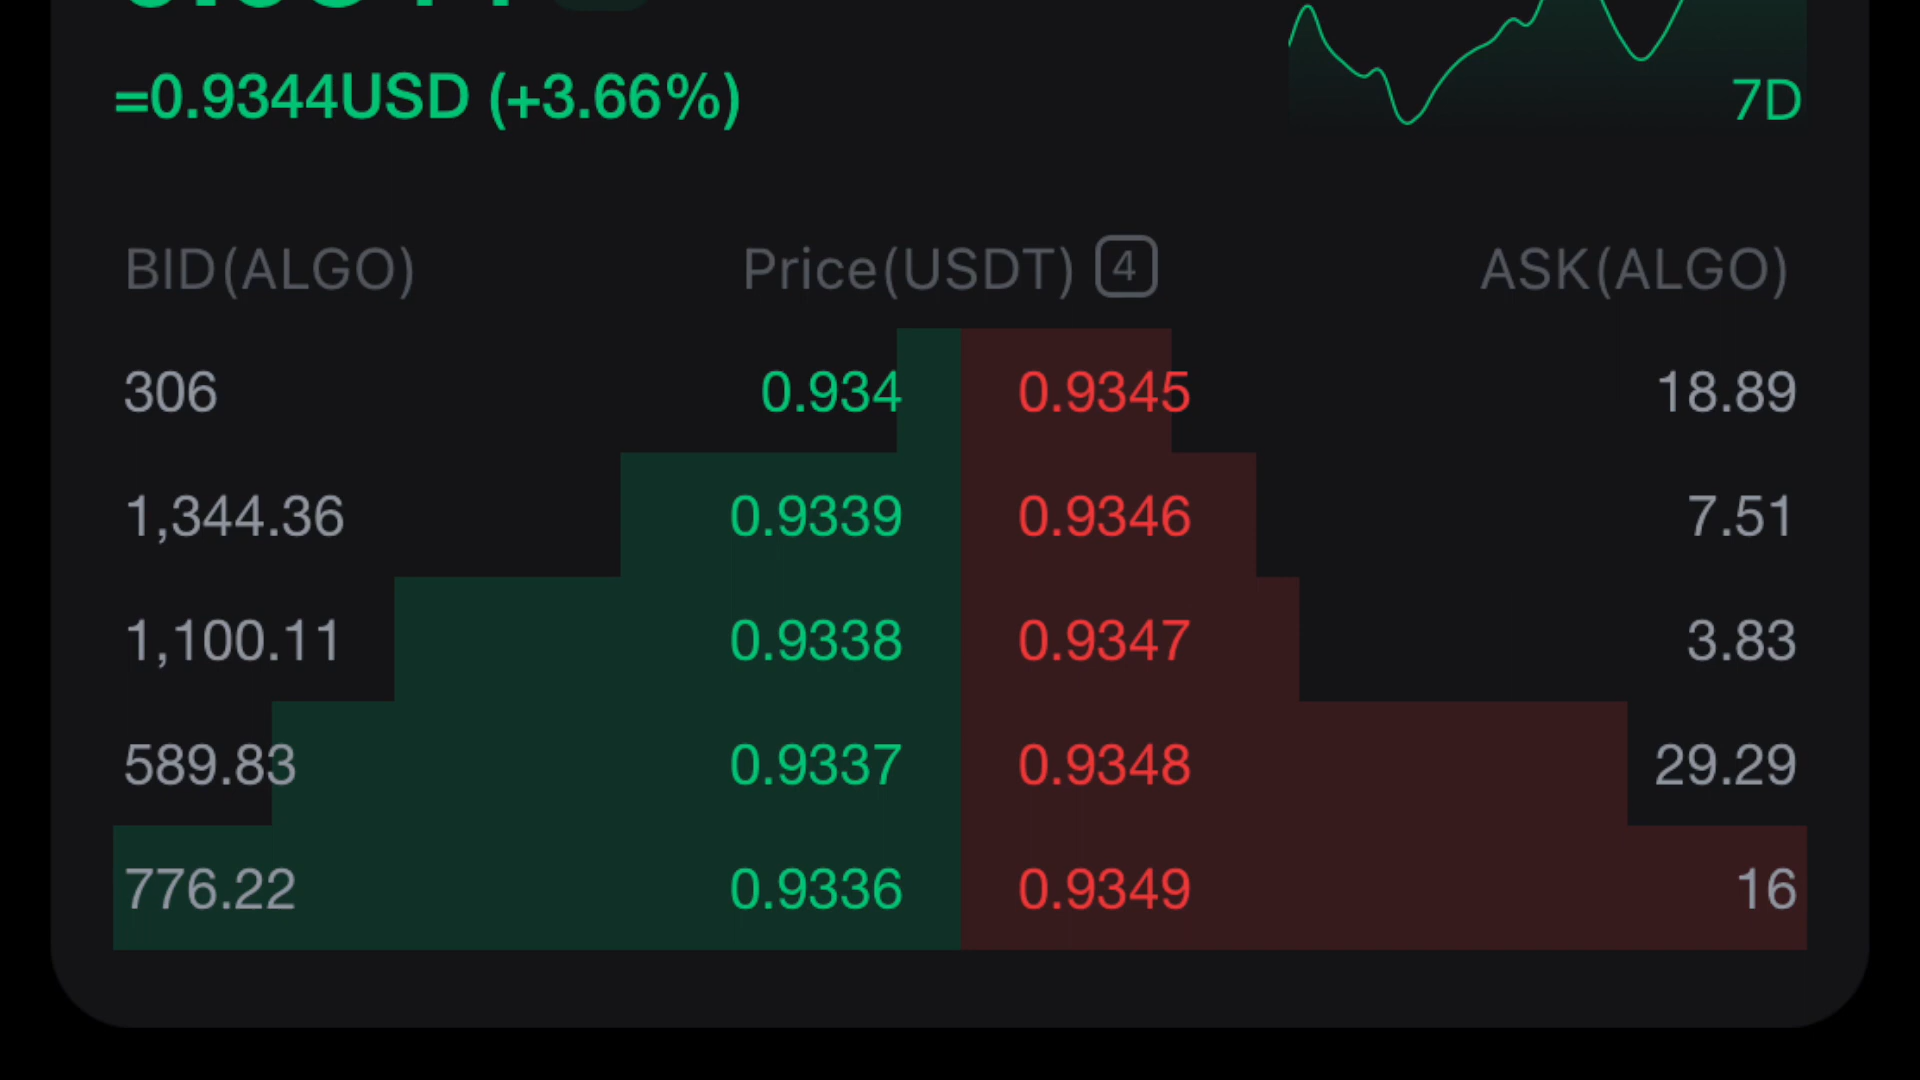 =0.9344USD (+3.66%)
7D
BID(ALGO) Price(USDT) 4 ASK(ALGO)
306 0.934 0.9345 18.89
1,344.36 0.9339 0.9346 7.51
1,100.11 0.9338 0.9347 3.83
589.83 0.9337 0.9348 29.29
776.22 0.9336 0.9349 16